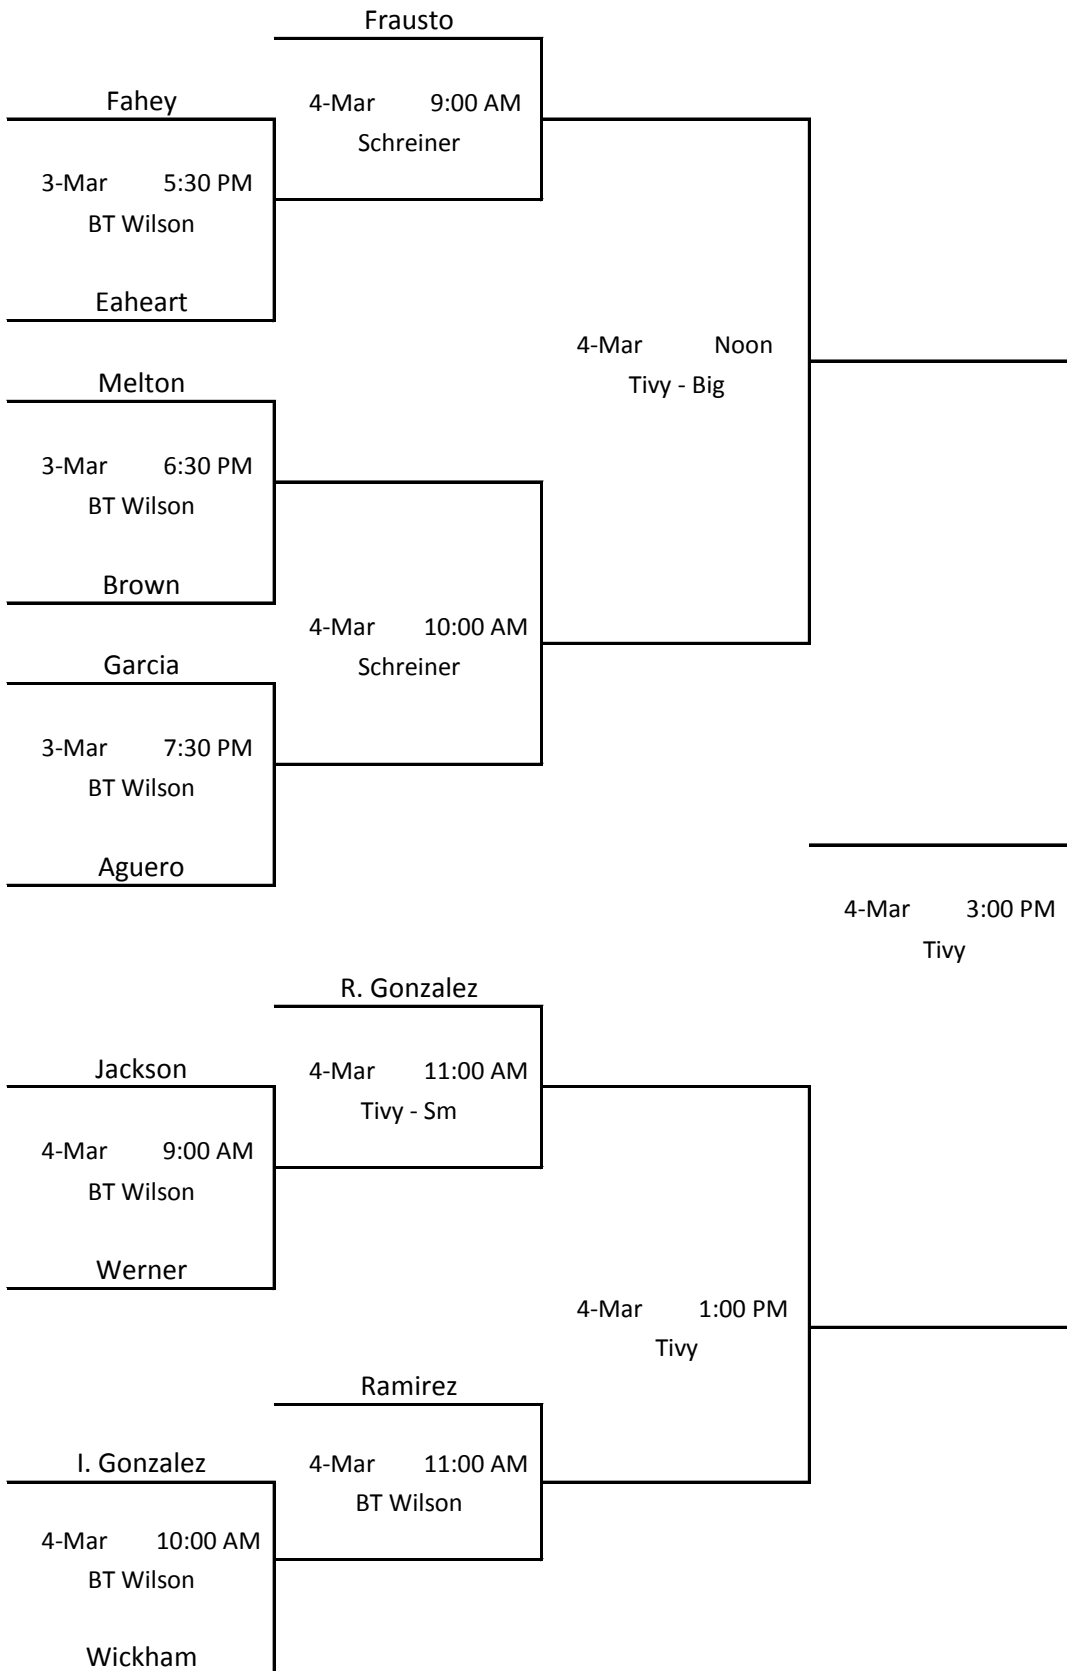 Frausto
Fahey
4-Mar 9:00 AM
Schreiner
3-Mar 5:30 PM
BT Wilson
Eaheart
4-Mar Noon
Tivy - Big
Melton
3-Mar 6:30 PM
BT Wilson
Brown
4-Mar 10:00 AM
Schreiner
Garcia
3-Mar 7:30 PM
BT Wilson
Aguero
4-Mar 3:00 PM
Tivy
R. Gonzalez
Jackson
4-Mar 11:00 AM
Tivy - Sm
4-Mar 9:00 AM
BT Wilson
Werner
4-Mar 1:00 PM
Tivy
Ramirez
I. Gonzalez
4-Mar 11:00 AM
BT Wilson
4-Mar 10:00 AM
BT Wilson
Wickham